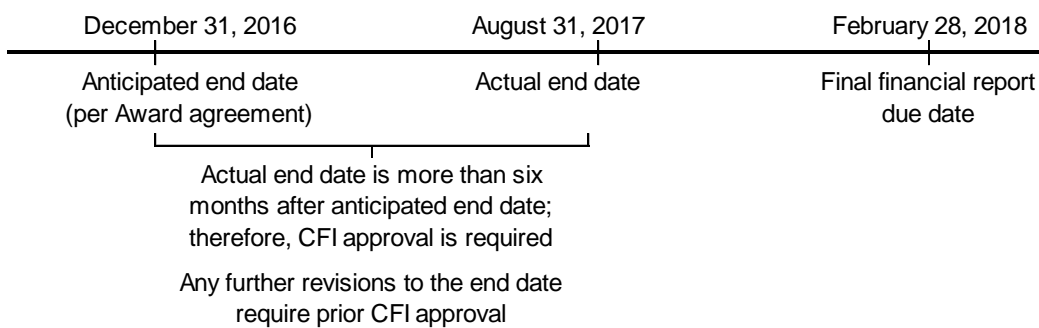 December 31, 2016
August 31, 2017
February 28, 2018
Anticipated end date
(per Award agreement)
Actual end date
Final financial report
due date
Actual end date is more than six
months after anticipated end date;
therefore, CFI approval is required
Any further revisions to the end date
require prior CFI approval